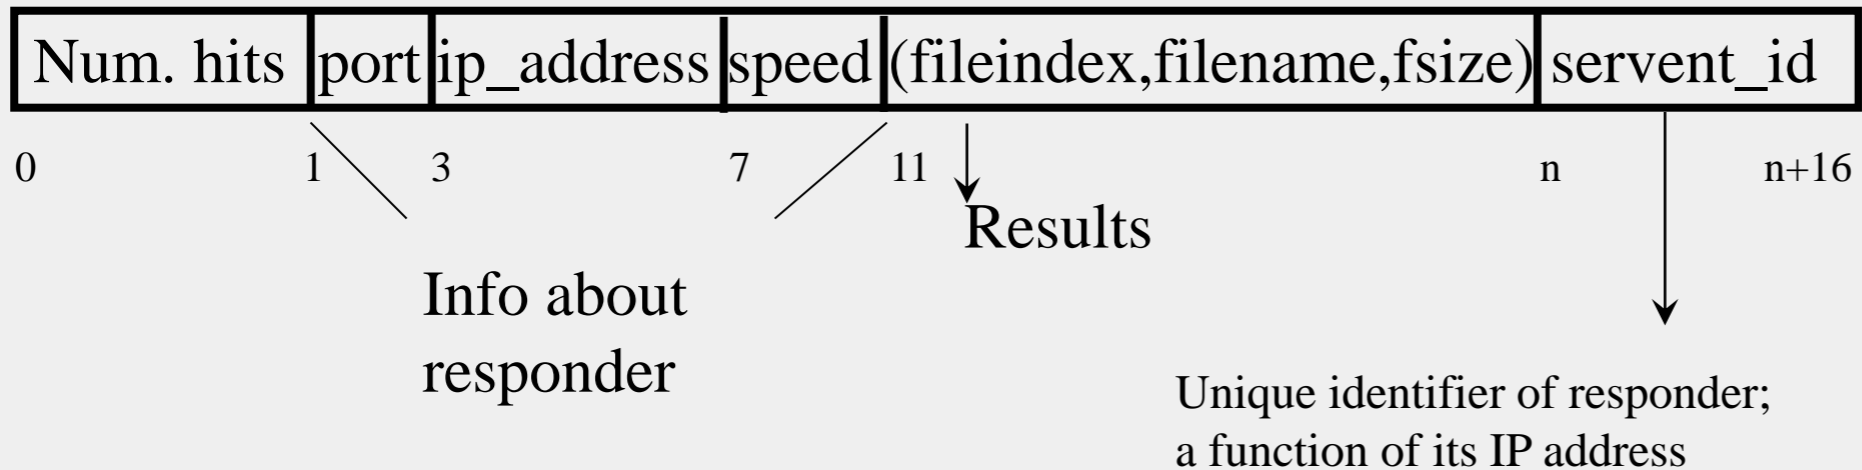 Num. hits port ip_address speed (fileindex,filename,fsize) servent_id
0 1 3 7 11 n n+16
Results
Info about
responder
Unique identifier of responder;
a function of its IP address